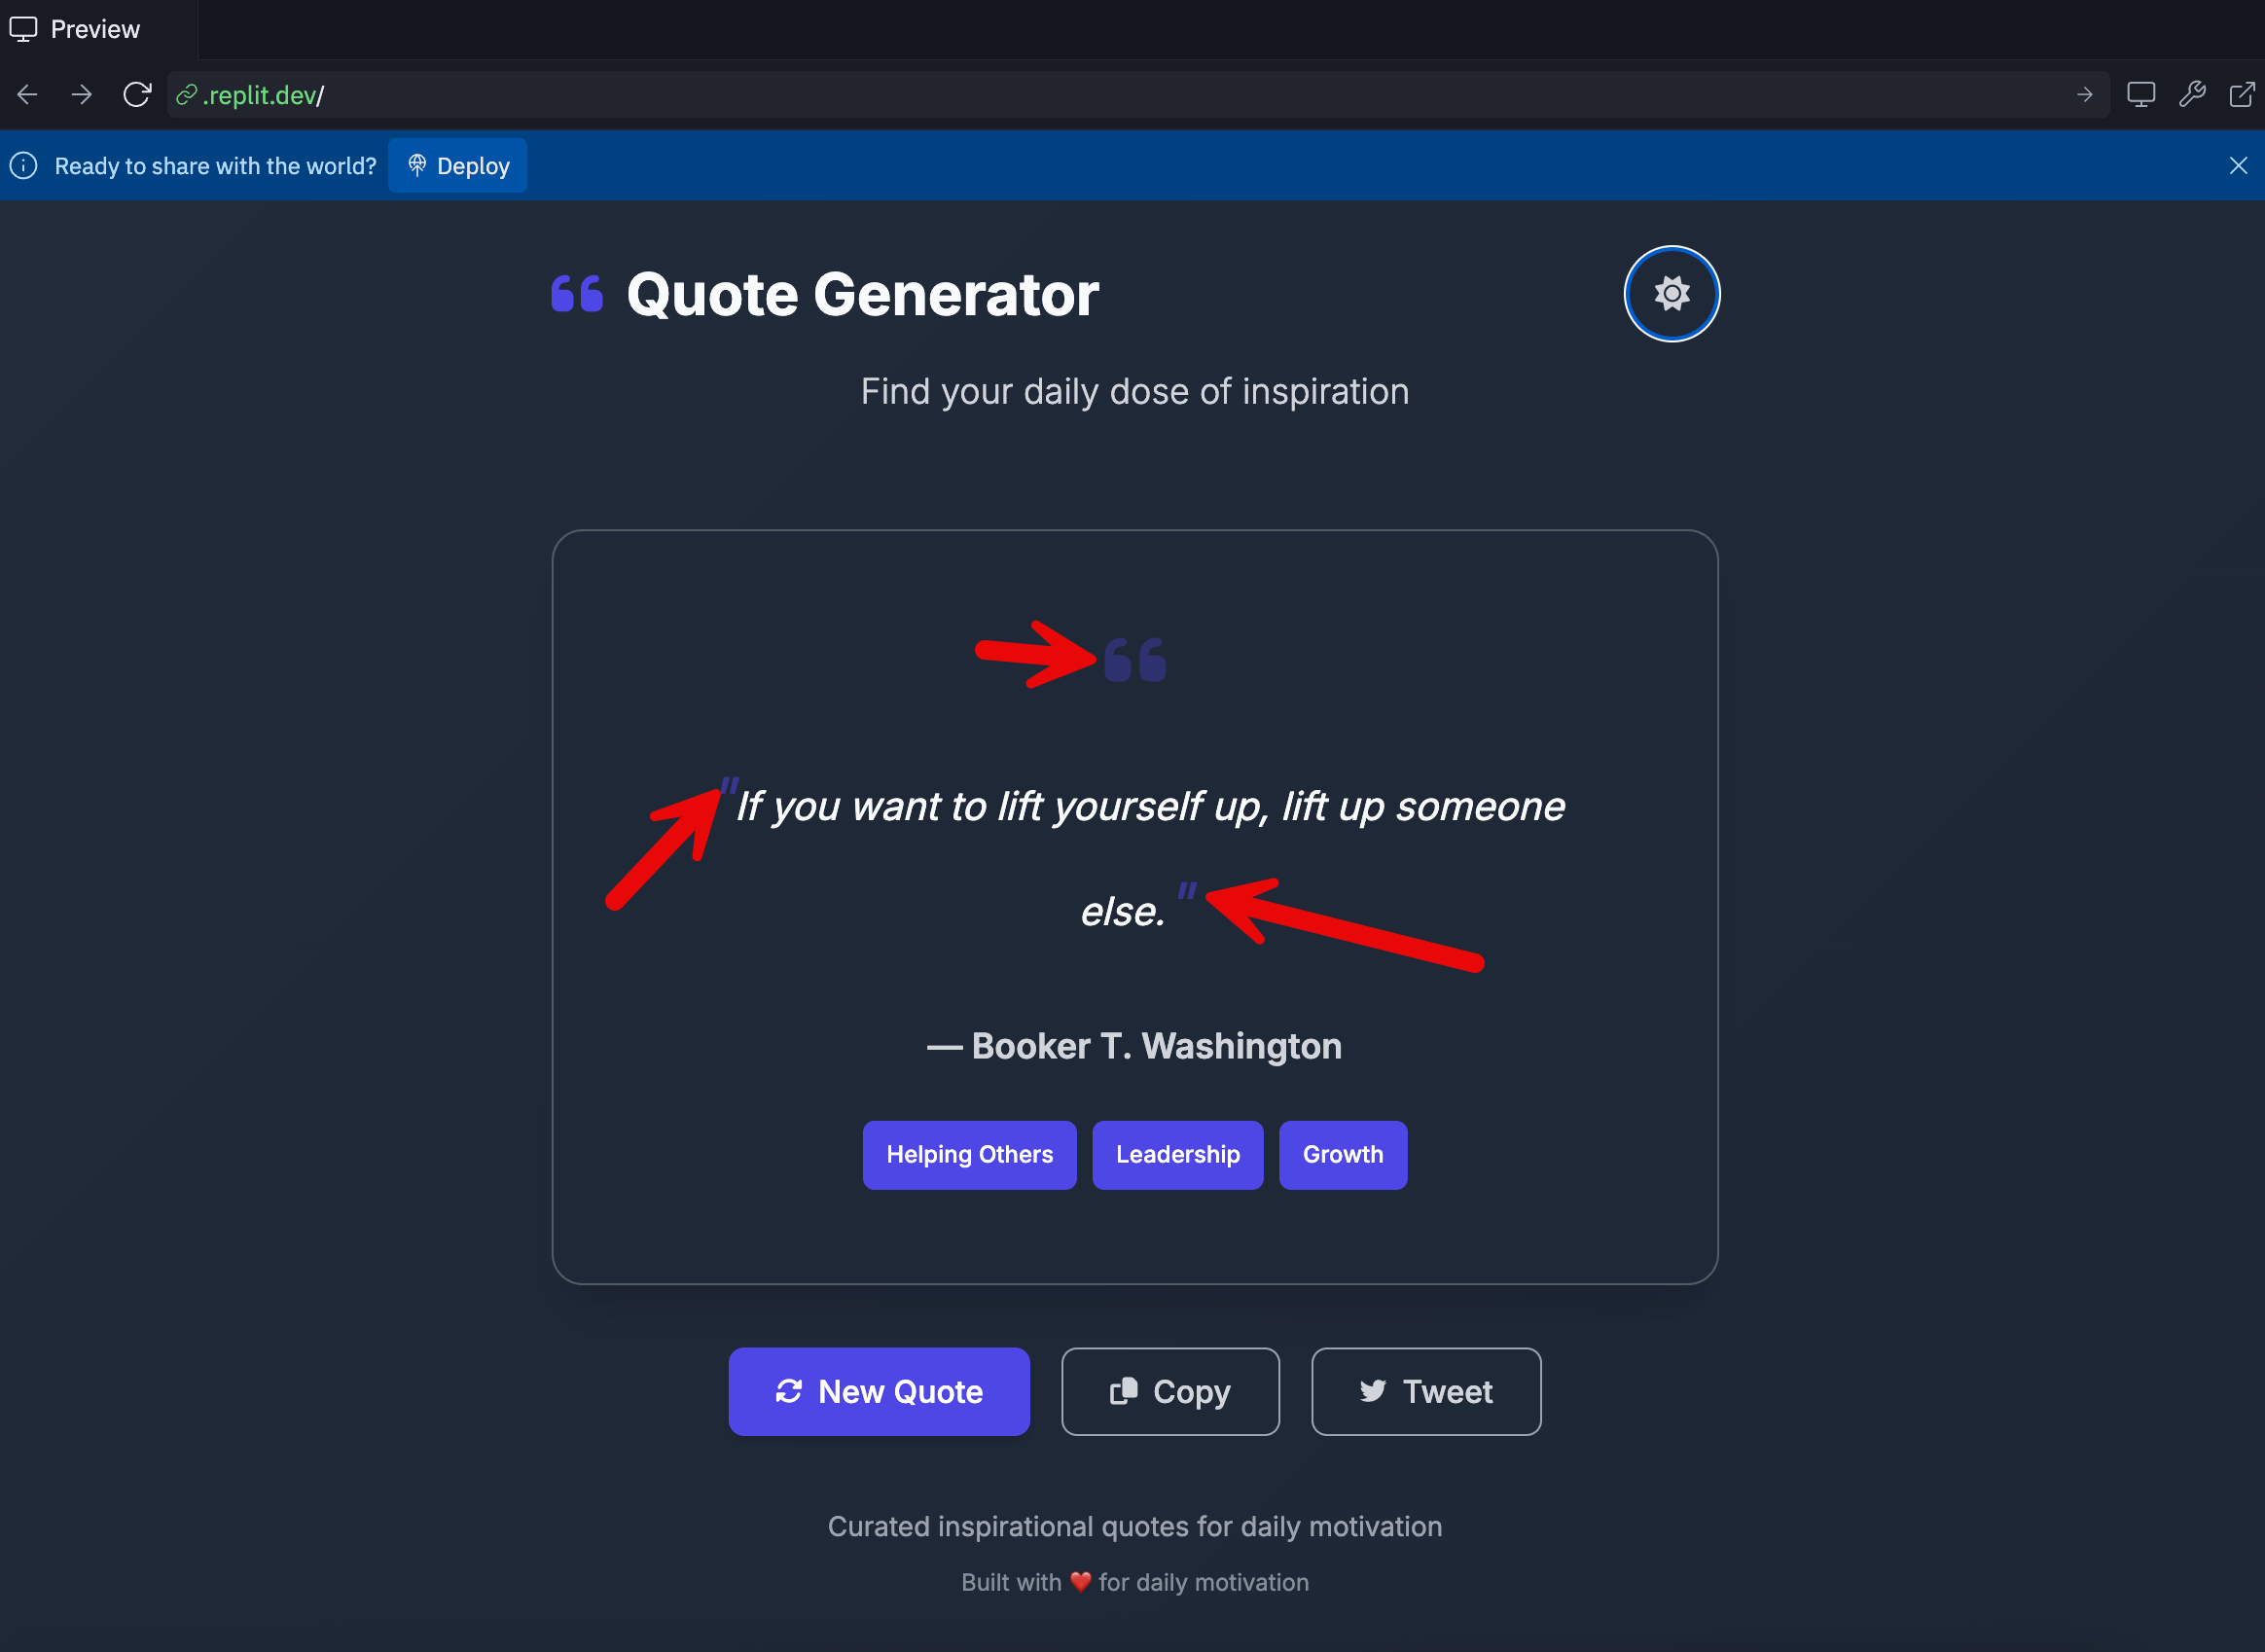 Preview
.replit.dev/
Ready to share with the world? Deploy
Quote Generator
Find your daily dose of inspiration
"If you want to lift yourself up, lift up someone
else. "
— Booker T. Washington
Helping Others Leadership Growth
New Quote Copy Tweet
Curated inspirational quotes for daily motivation
Built with ❤️ for daily motivation